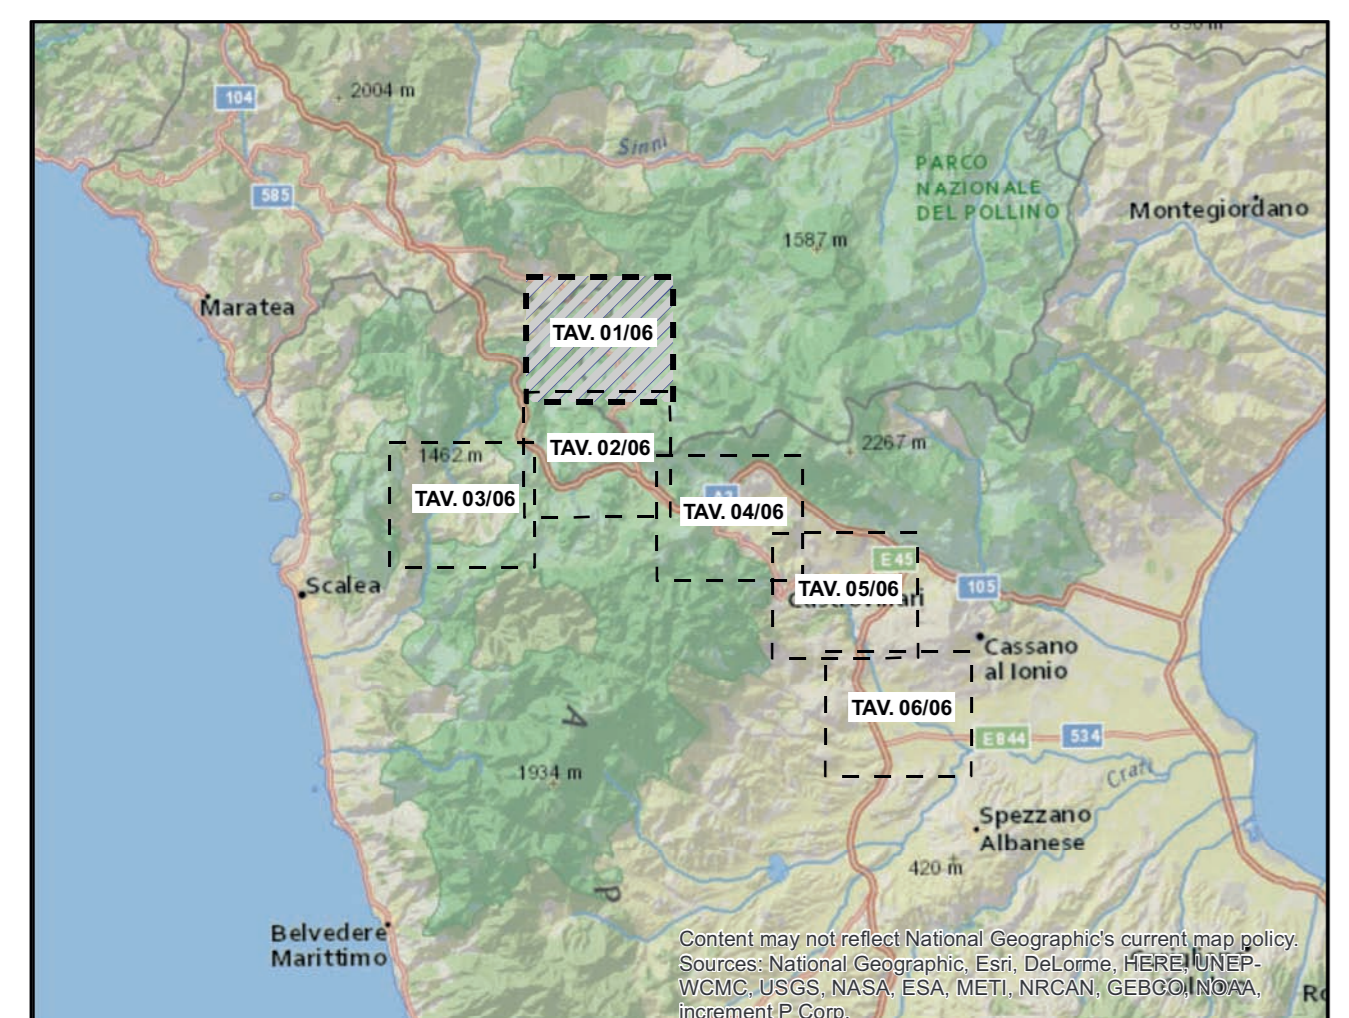 104
2004 m
Sinni
585
PARCO
NAZIONALE
DEL POLLINO
Montegiordano
1587 m
Maratea
TAV. 01/06
TAV. 02/06
1462 m
2267 m
TAV. 03/06
TAV. 04/06
E 45
105
Scalea
TAV. 05/06
Cassano
al Ionio
TAV. 06/06
E 844
534
A
1934 m
Crati
Spezzano
Albanese
420 m
P
Belvedere
Marittimo
Content may not reflect National Geographic's current map policy.
Sources: National Geographic, Esri, DeLorme, HERE, UNEP-
WCMC, USGS, NASA, ESA, METI, NRCAN, GEBCO, NOAA,
increment P Corp.